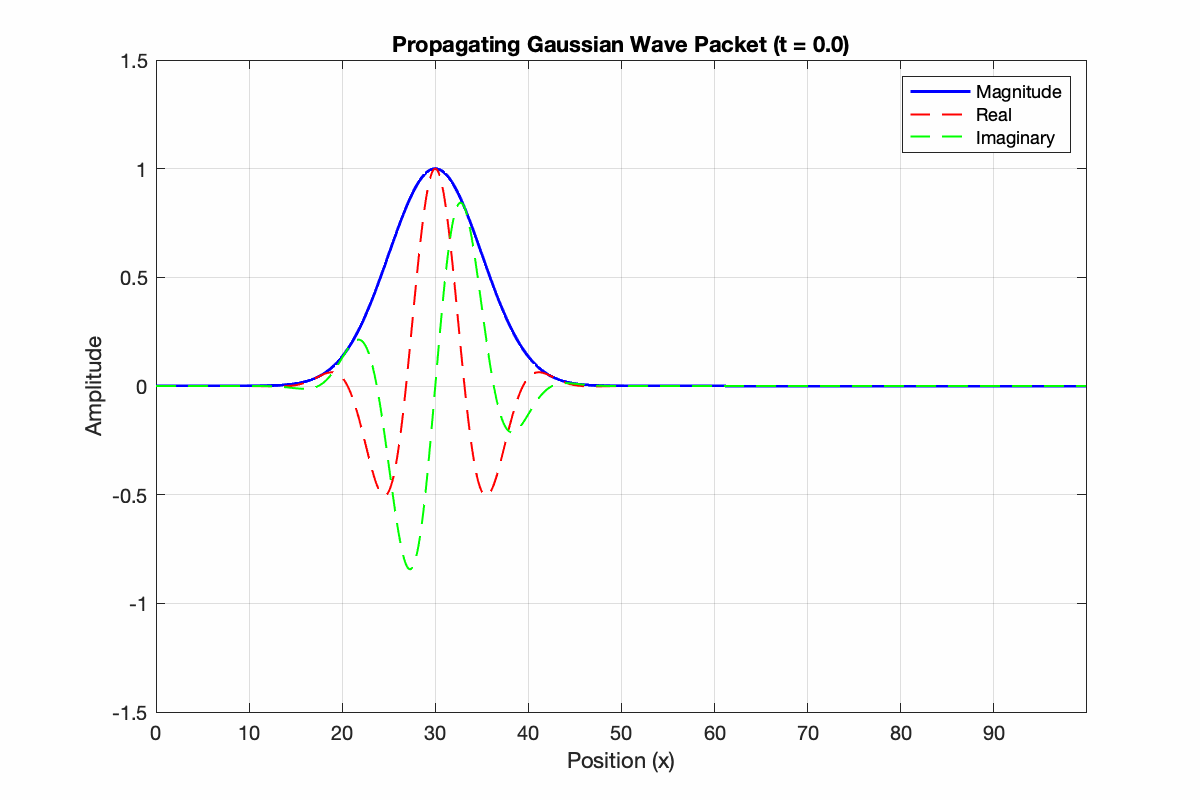 Propagating Gaussian Wave Packet (t = 0.0)
Magnitude
Real
Imaginary
1.5
1
0.5
0
-0.5
-1
-1.5
Amplitude
0 10 20 30 40 50 60 70 80 90
Position (x)